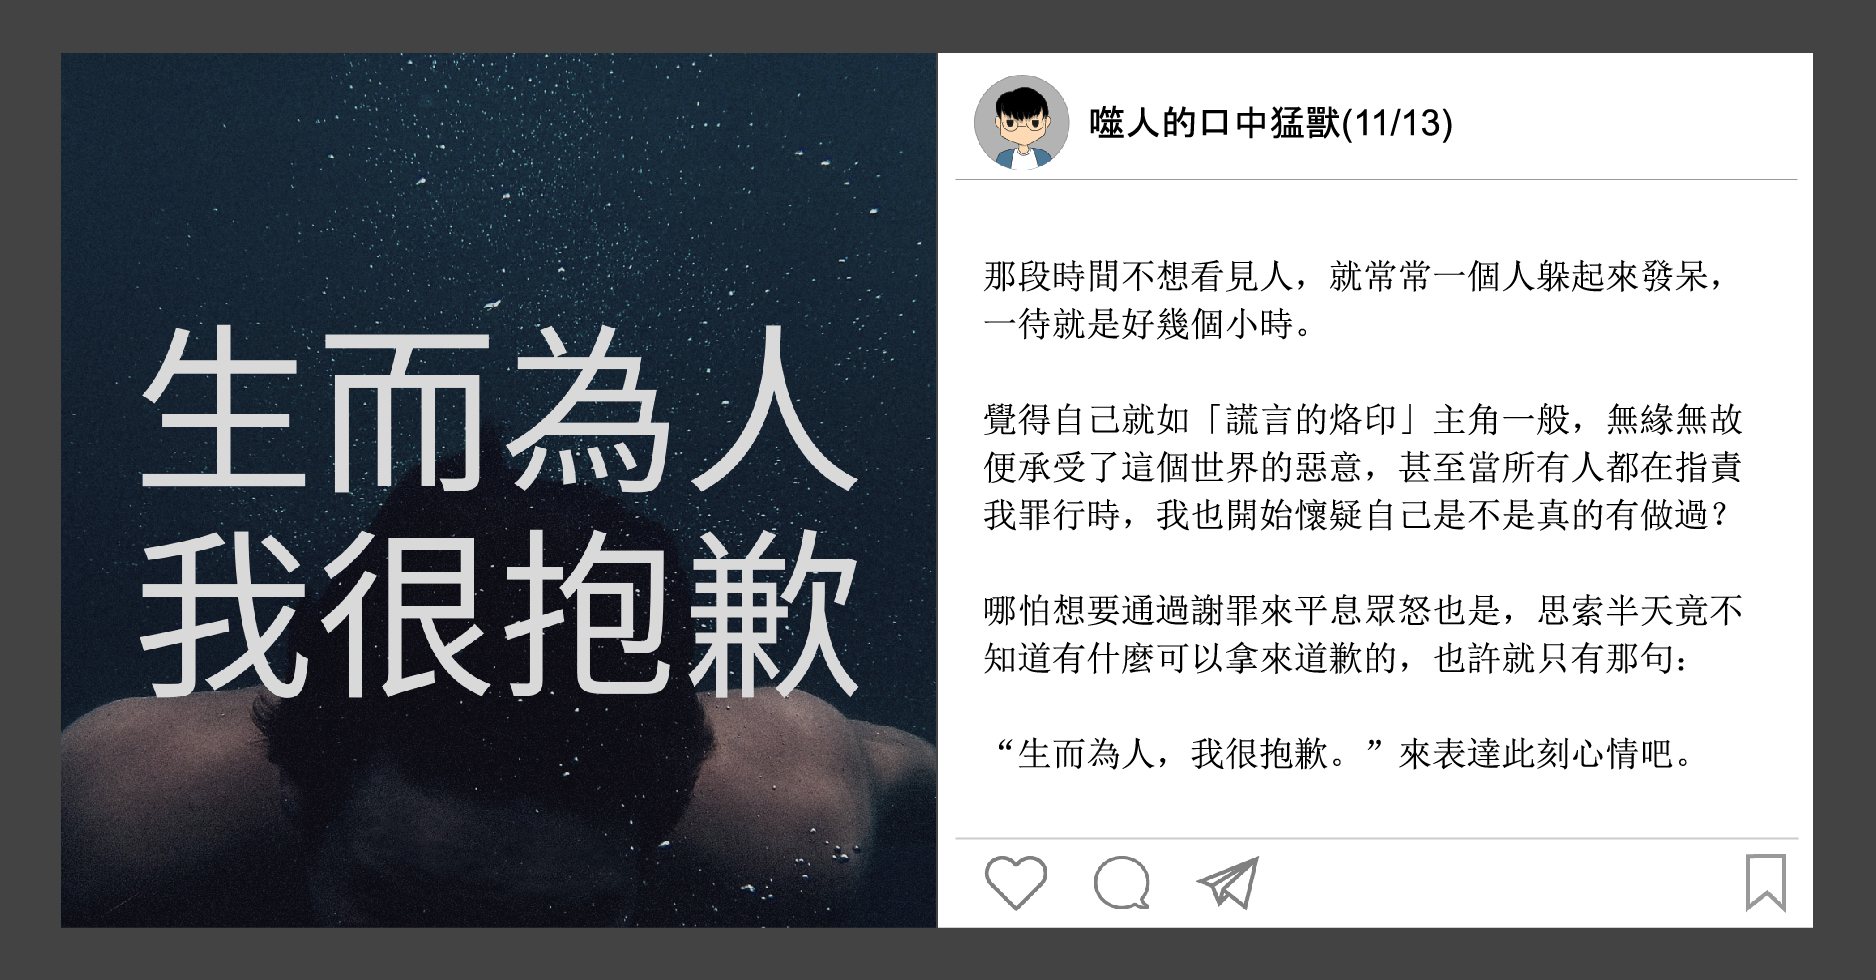 生而為人
我很抱歉
噬人的口中猛獸(11/13)
那段時間不想看見人，就常常一個人躲起來發呆，
一待就是好幾個小時。
覺得自己就如「謊言的烙印」主角一般，無緣無故
便承受了這個世界的惡意，甚至當所有人都在指責
我罪行時，我也開始懷疑自己是不是真的有做過？
哪怕想要通過謝罪來平息眾怒也是，思索半天竟不
知道有什麼可以拿來道歉的，也許就只有那句：
“生而為人，我很抱歉。”來表達此刻心情吧。